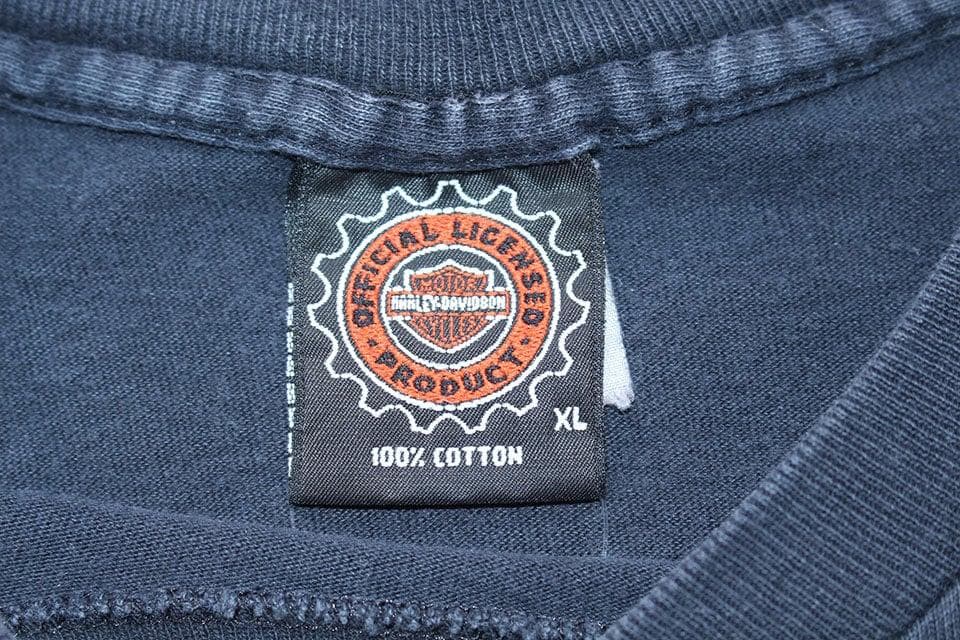 OFFICIAL LICENSED
MOTOR
HARLEY-DAVIDSON
CYCLES
· PRODUCT ·
XL
100% COTTON